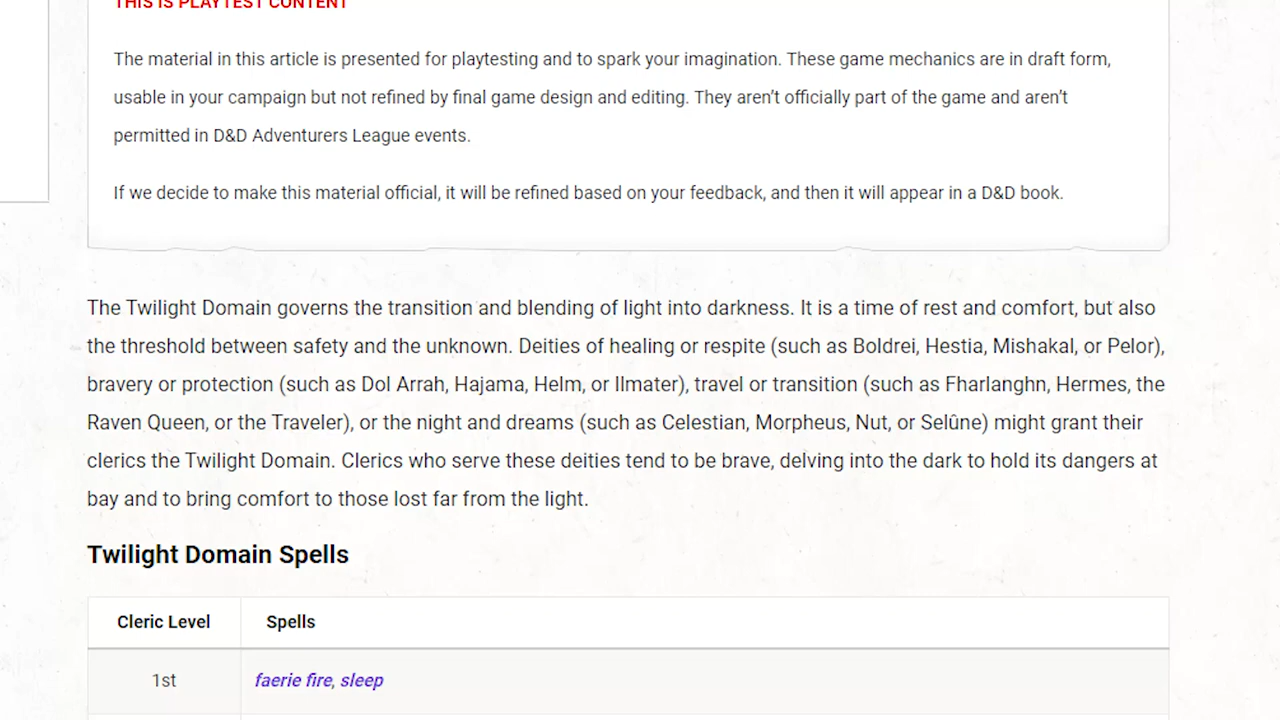 THIS IS PLAYTEST CONTENT
The material in this article is presented for playtesting and to spark your imagination. These game mechanics are in draft form,
usable in your campaign but not refined by final game design and editing. They aren't officially part of the game and aren't
permitted in D&D Adventurers League events.
If we decide to make this material official, it will be refined based on your feedback, and then it will appear in a D&D book.
The Twilight Domain governs the transition and blending of light into darkness. It is a time of rest and comfort, but also
the threshold between safety and the unknown. Deities of healing or respite (such as Boldrei, Hestia, Mishakal, or Pelor),
bravery or protection (such as Dol Arrah, Hajama, Helm, or Ilmater), travel or transition (such as Fharlanghn, Hermes, the
Raven Queen, or the Traveler), or the night and dreams (such as Celestian, Morpheus, Nut, or Selûne) might grant their
clerics the Twilight Domain. Clerics who serve these deities tend to be brave, delving into the dark to hold its dangers at
bay and to bring comfort to those lost far from the light.
Twilight Domain Spells
Cleric Level Spells
1st faerie fire, sleep